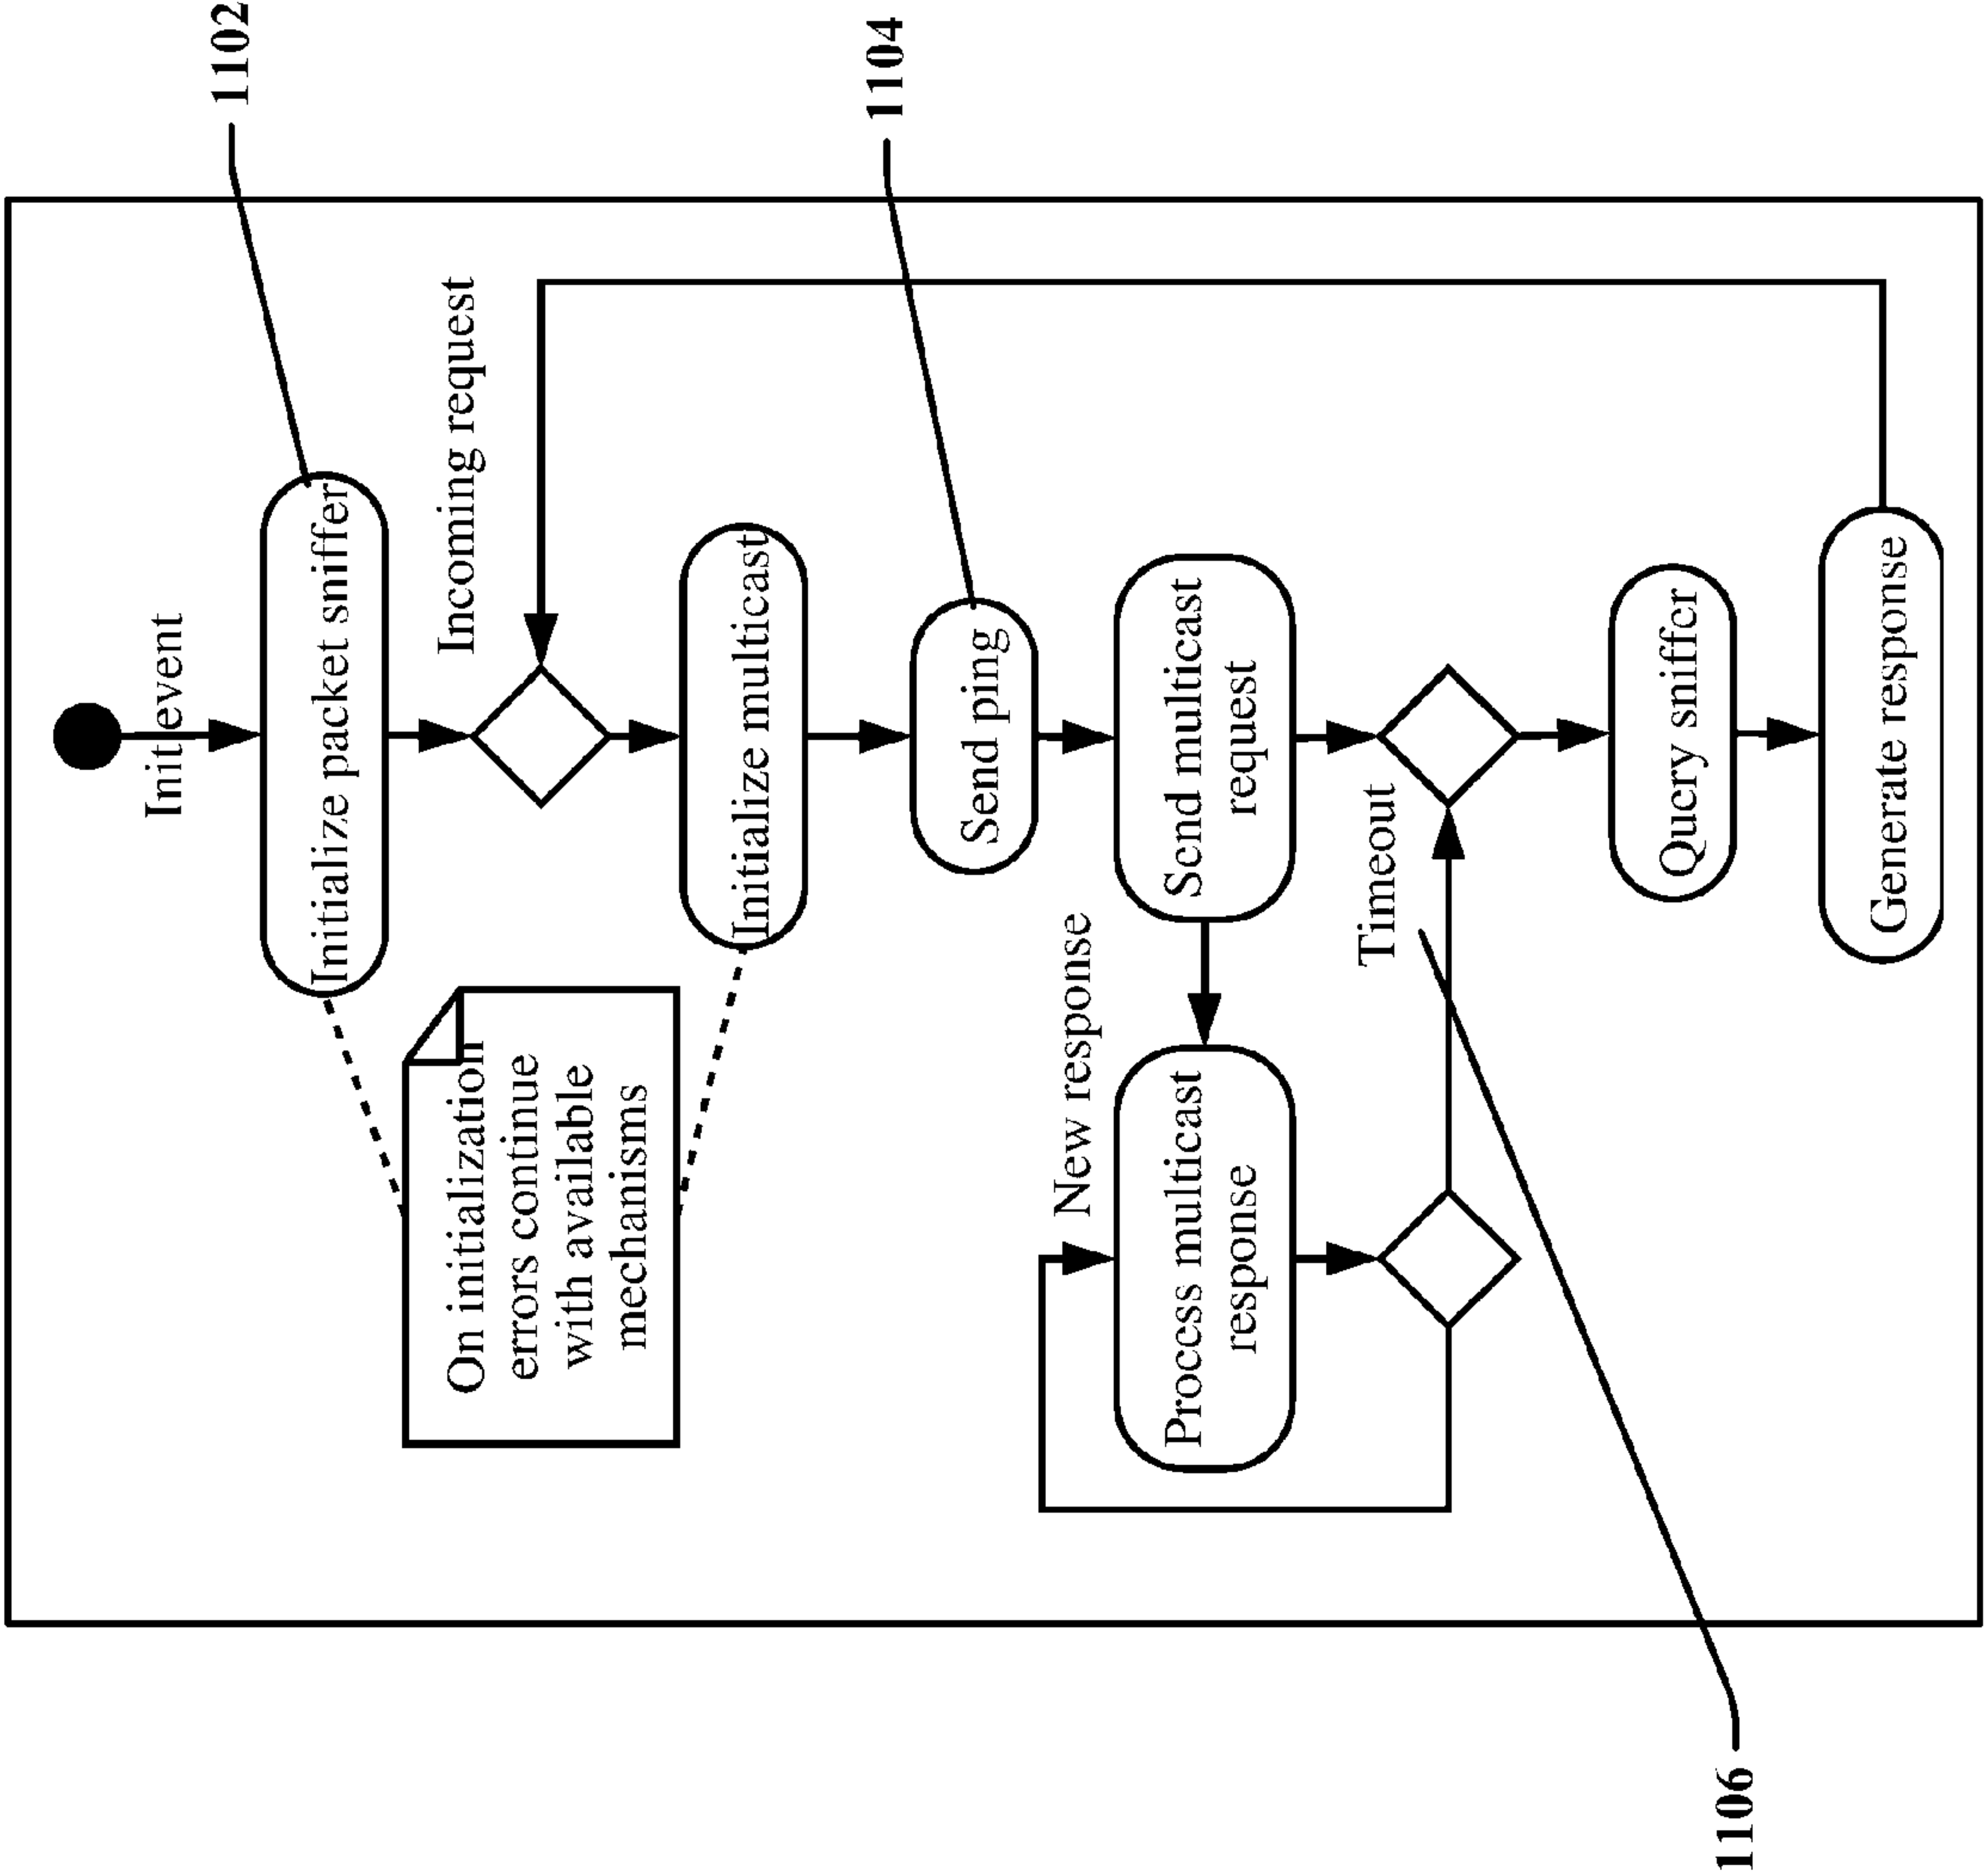 1102
Init event
Initialize packet sniffer
Incoming request
On initialization
errors continue
with available
mechanisms
Initialize multicast
1104
Send ping
New response
Send multicast
request
Process multicast
response
Timeout
Query sniffer
Generate response
1106